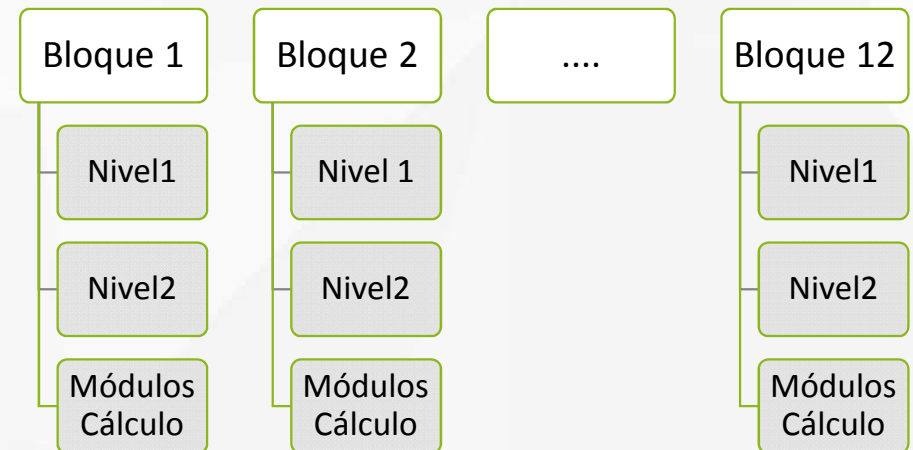 Bloque 1
Nivel1
Nivel2
Módulos
Cálculo
Bloque 2
Nivel 1
Nivel2
Módulos
Cálculo
....
Bloque 12
Nivel1
Nivel2
Módulos
Cálculo